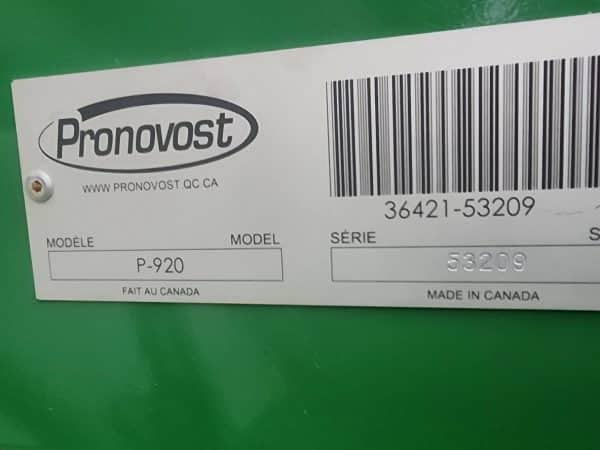 Pronovost
WWW.PRONOVOST.QC.CA
36421-53209
MODÈLE MODEL SÉRIE S
P-920 53209
FAIT AU CANADA MADE IN CANADA